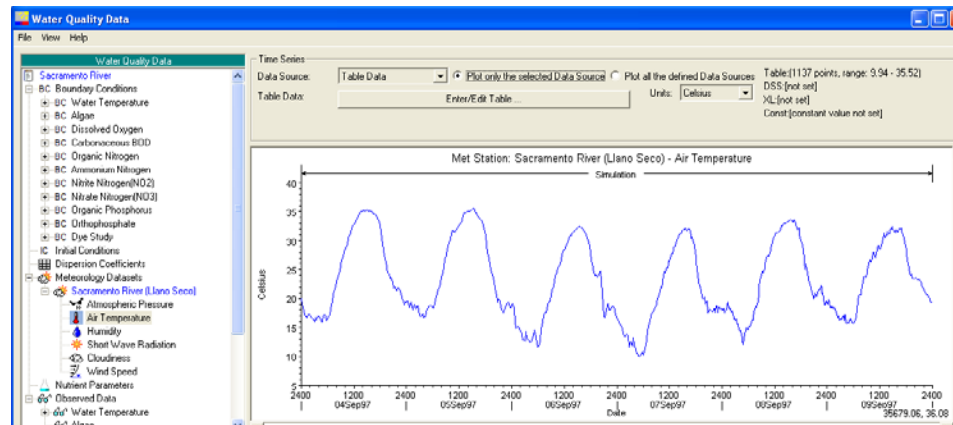 Water Quality Data
File View Help
Water Quality Data
Sacramento River
BC Boundary Conditions
BC Water Temperature
BC Algae
BC Dissolved Oxygen
BC Carbonaceous BOD
BC Organic Nitrogen
BC Ammonium Nitrogen
BC Nitrite Nitrogen(NO2)
BC Nitrate Nitrogen(NO3)
BC Organic Phosphorus
BC Orthophosphate
BC Dye Study
IC Initial Conditions
Dispersion Coefficients
Meteorology Datasets
Sacramento River (Llano Seco)
Atmospheric Pressure
Air Temperature
Humidity
Short Wave Radiation
Cloudiness
Wind Speed
Nutrient Parameters
Observed Data
Water Temperature
Algae
Time Series
Data Source: Table Data Plot only the selected Data Source Plot all the defined Data Sources
Table Data: Enter/Edit Table ... Units: Celsius
Table:(1137 points, range: 9.94 - 35.52)
DSS:[not set]
XL:[not set]
Const:[constant value not set]
Met Station: Sacramento River (Llano Seco) - Air Temperature
Simulation
40
35
30
25
20
15
10
5
Celsius
2400 1200 2400 1200 2400 1200 2400 1200 2400 1200 2400 1200 2400
04Sep97 | 05Sep97 | 06Sep97 | 07Sep97 | 08Sep97 | 09Sep97
Date
35679.06, 36.08